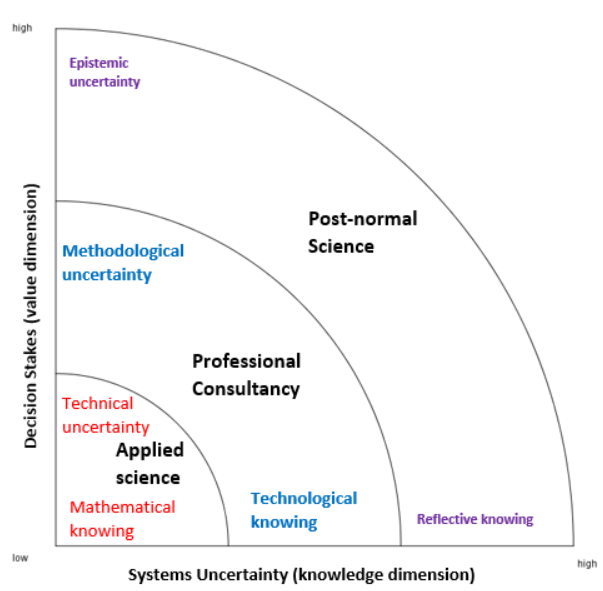 high
Epistemic
uncertainty
Post-normal
Science
Methodological
uncertainty
Decision Stakes (value dimension)
Professional
Consultancy
Technical
uncertainty
Applied
science
Mathematical
knowing
Technological
knowing
Reflective knowing
low
high
Systems Uncertainty (knowledge dimension)